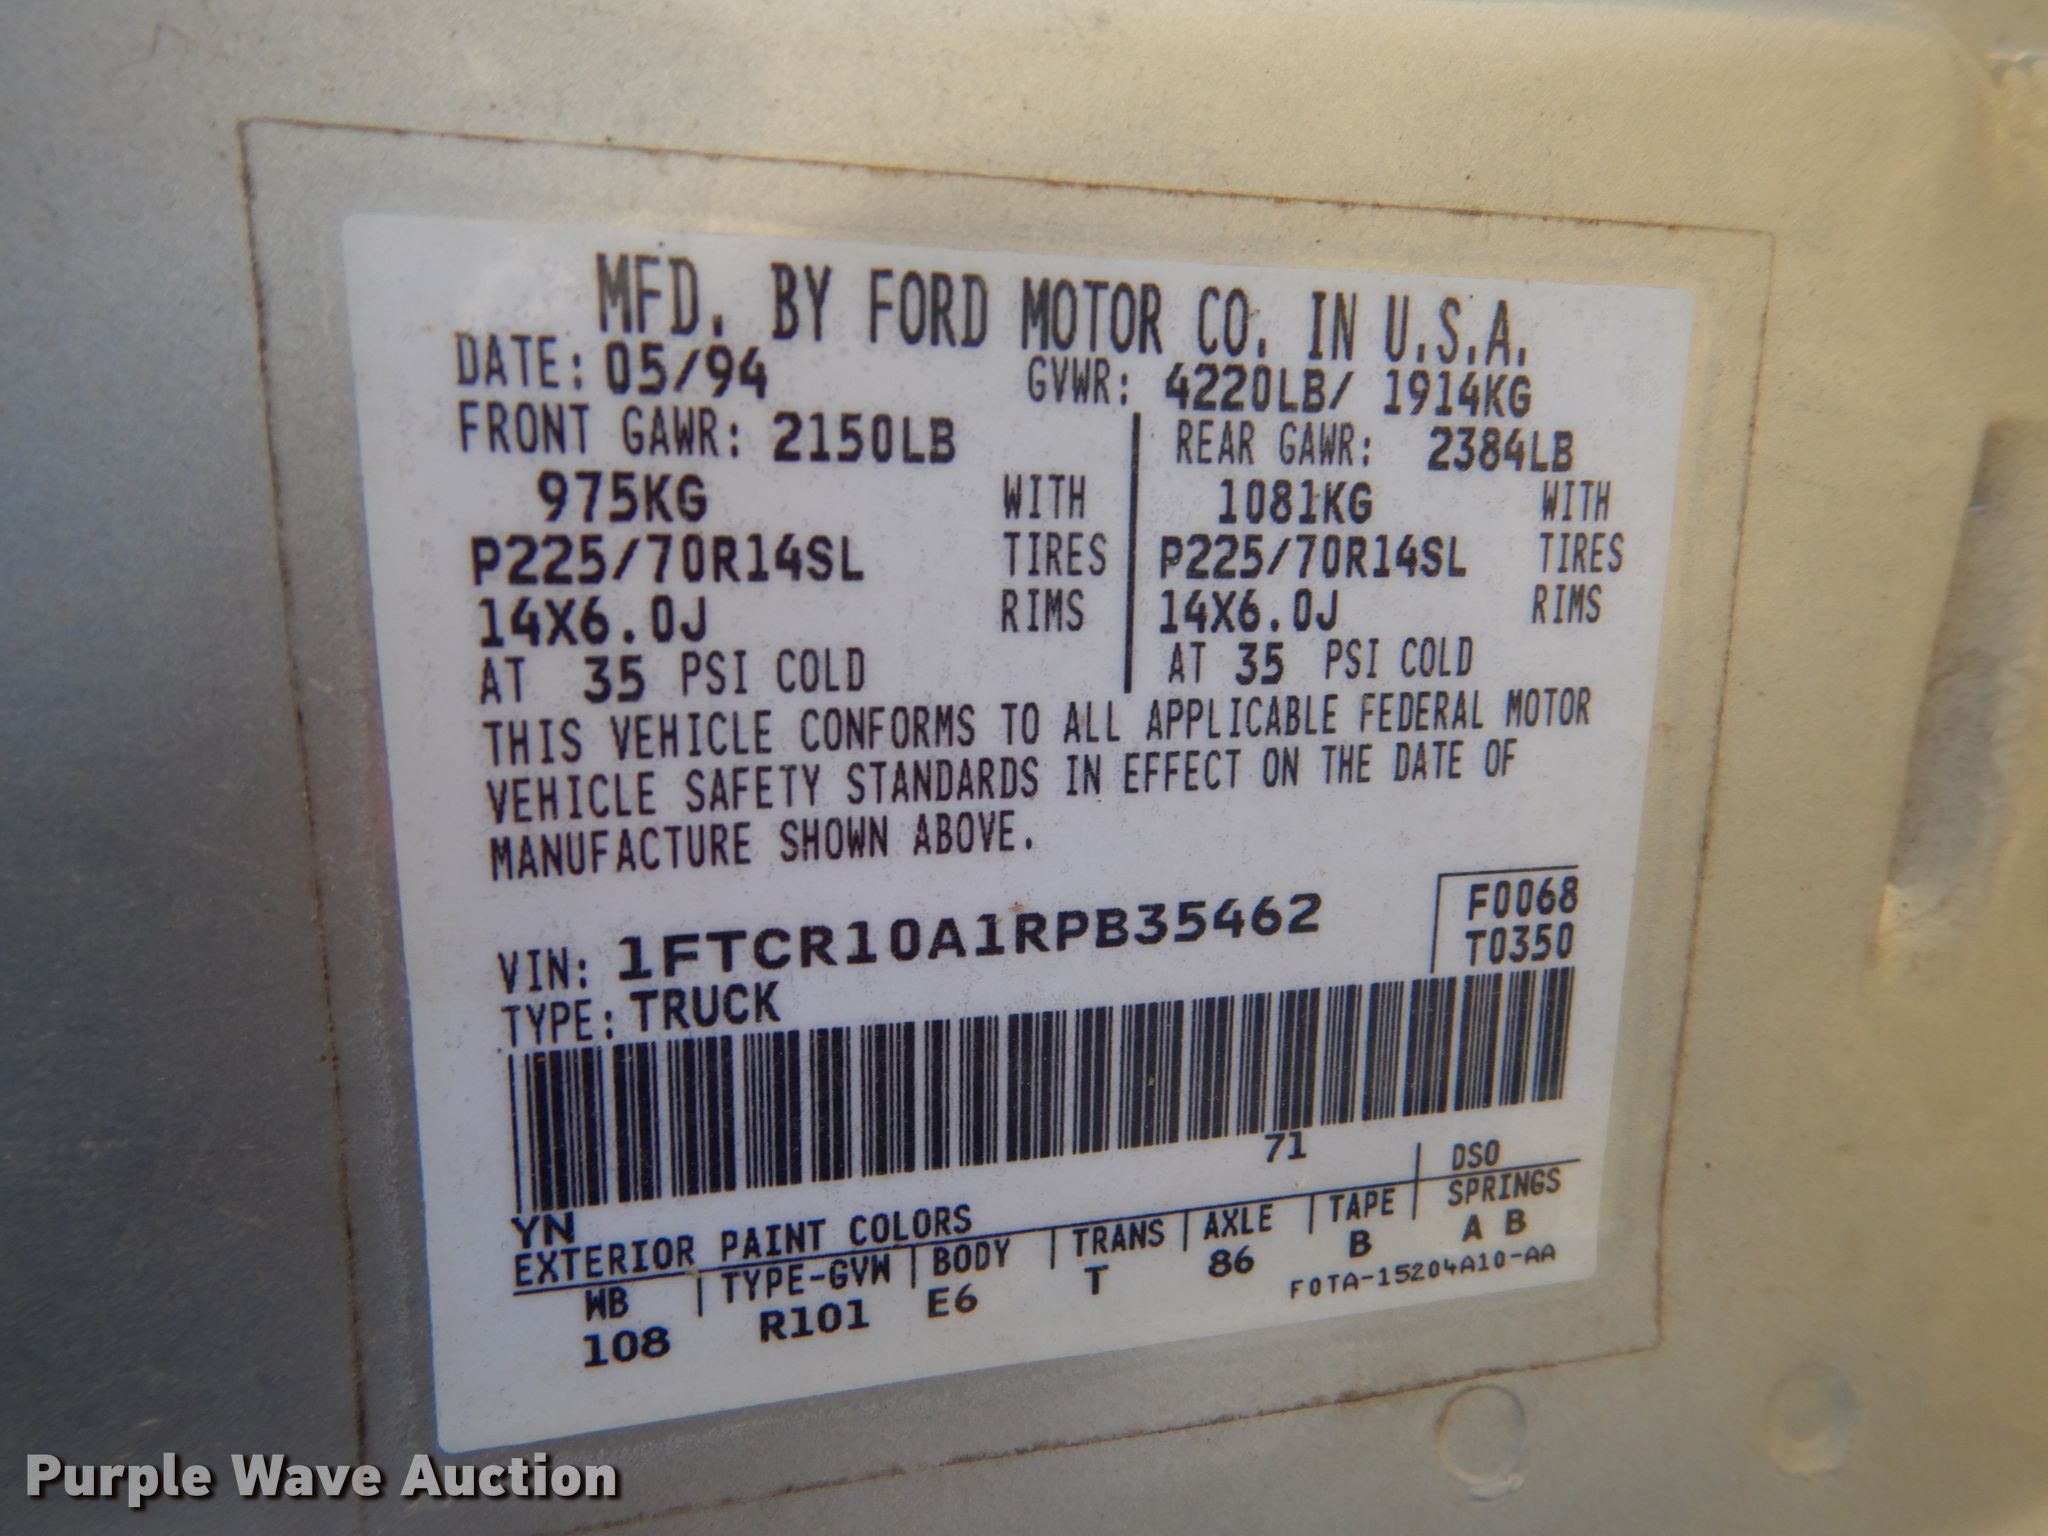 MFD. BY FORD MOTOR CO. IN U.S.A.
DATE: 05/94 GVWR: 4220LB/ 1914KG
FRONT GAWR: 2150LB REAR GAWR: 2384LB
975KG WITH 1081KG WITH
P225/70R14SL TIRES P225/70R14SL TIRES
14X6.0J RIMS 14X6.0J RIMS
AT 35 PSI COLD AT 35 PSI COLD
THIS VEHICLE CONFORMS TO ALL APPLICABLE FEDERAL MOTOR
VEHICLE SAFETY STANDARDS IN EFFECT ON THE DATE OF
MANUFACTURE SHOWN ABOVE.
VIN: 1FTCR10A1RPB35462 F0068
TYPE: TRUCK T0350
71
YN DSO
EXTERIOR PAINT COLORS
WB TYPE-GVW BODY TRANS AXLE TAPE SPRINGS
108 R101 E6 T 86 B A B
F0TA-15204A10-AA
Purple Wave Auction